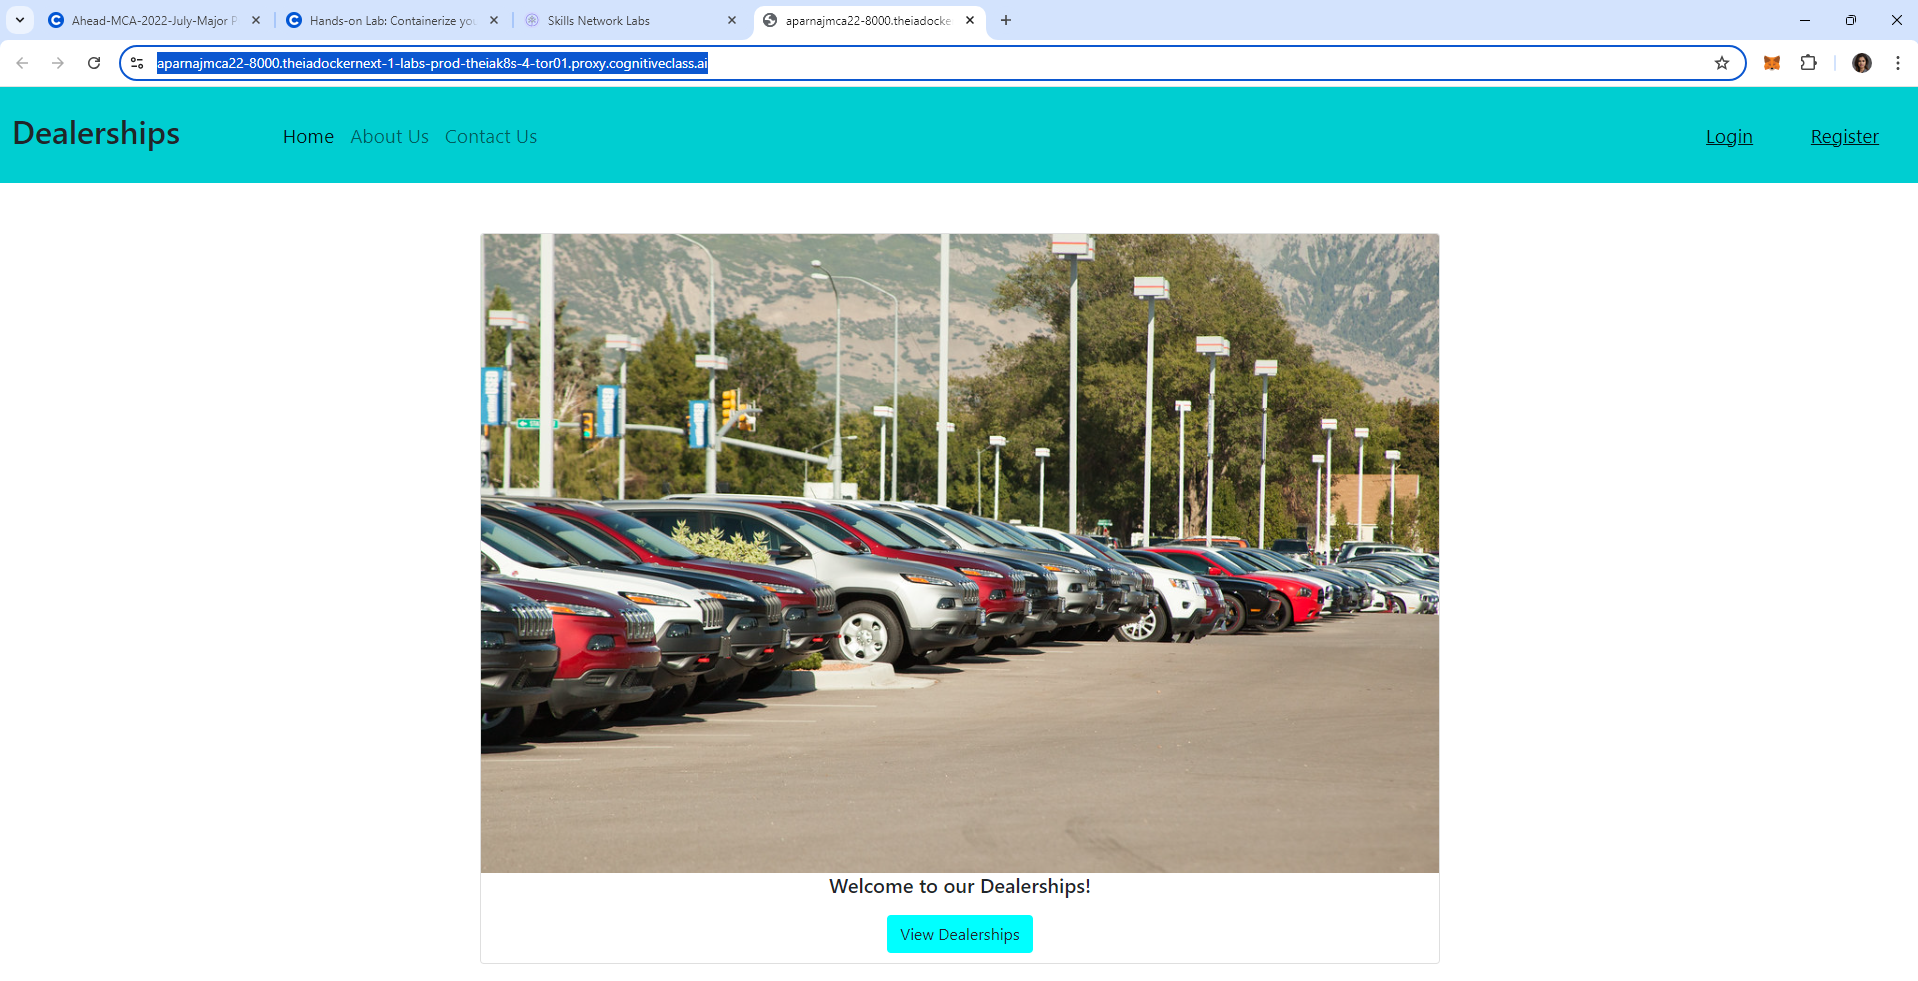 Ahead-MCA-2022-July-Major P
Hands-on Lab: Containerize you
Skills Network Labs
aparnajmca22-8000.theiadocke
aparnajmca22-8000.theiadockernext-1-labs-prod-theiak8s-4-tor01.proxy.cognitiveclass.ai
Dealerships
Home About Us Contact Us
Login Register
Welcome to our Dealerships!
View Dealerships